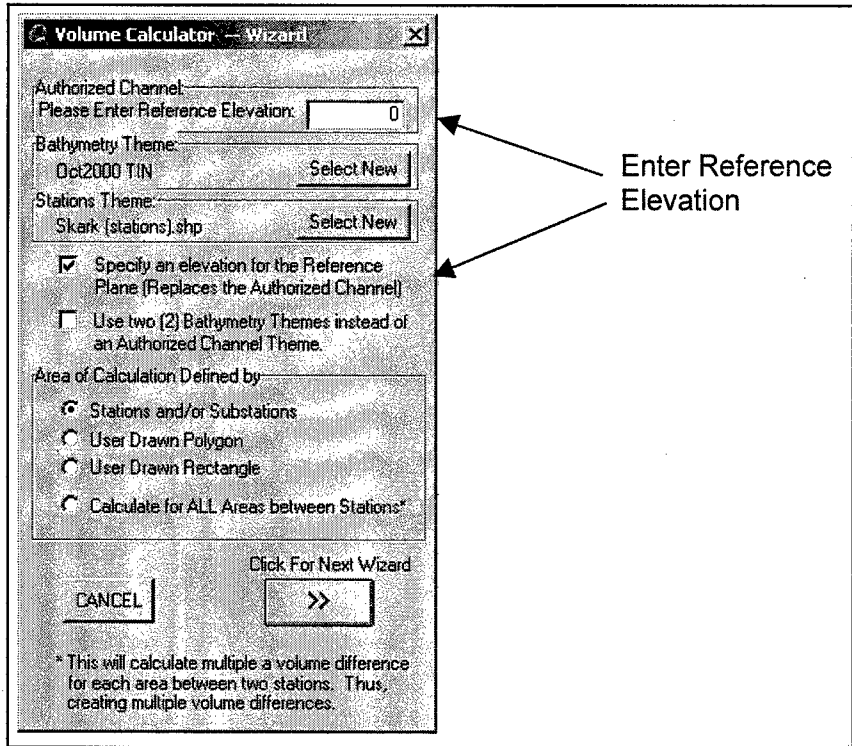 Volume Calculator -- Wizard
Authorized Channel:
Please Enter Reference Elevation: 0
Bathymetry Theme:
Oct2000 TIN Select New
Stations Theme:
Skark (stations).shp Select New
Specify an elevation for the Reference
Plane (Replaces the Authorized Channel)
Use two (2) Bathymetry Themes instead of
an Authorized Channel Theme.
Area of Calculation Defined by
Stations and/or Substations
User Drawn Polygon
User Drawn Rectangle
Calculate for ALL Areas between Stations*
Click For Next Wizard
CANCEL >>
* This will calculate multiple a volume difference
for each area between two stations. Thus,
creating multiple volume differences.
Enter Reference
Elevation